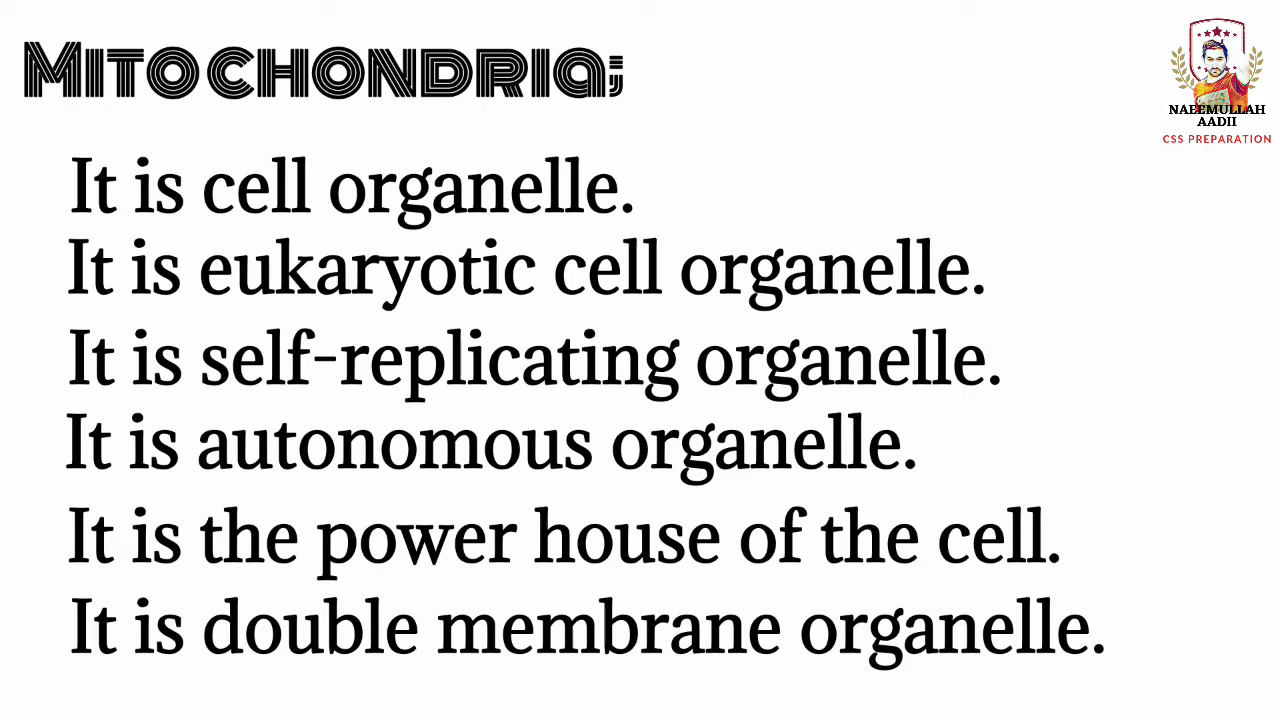 Mitochondria;
NAEEMULLAH
AADII
CSS PREPARATION
It is cell organelle.
It is eukaryotic cell organelle.
It is self-replicating organelle.
It is autonomous organelle.
It is the power house of the cell.
It is double membrane organelle.